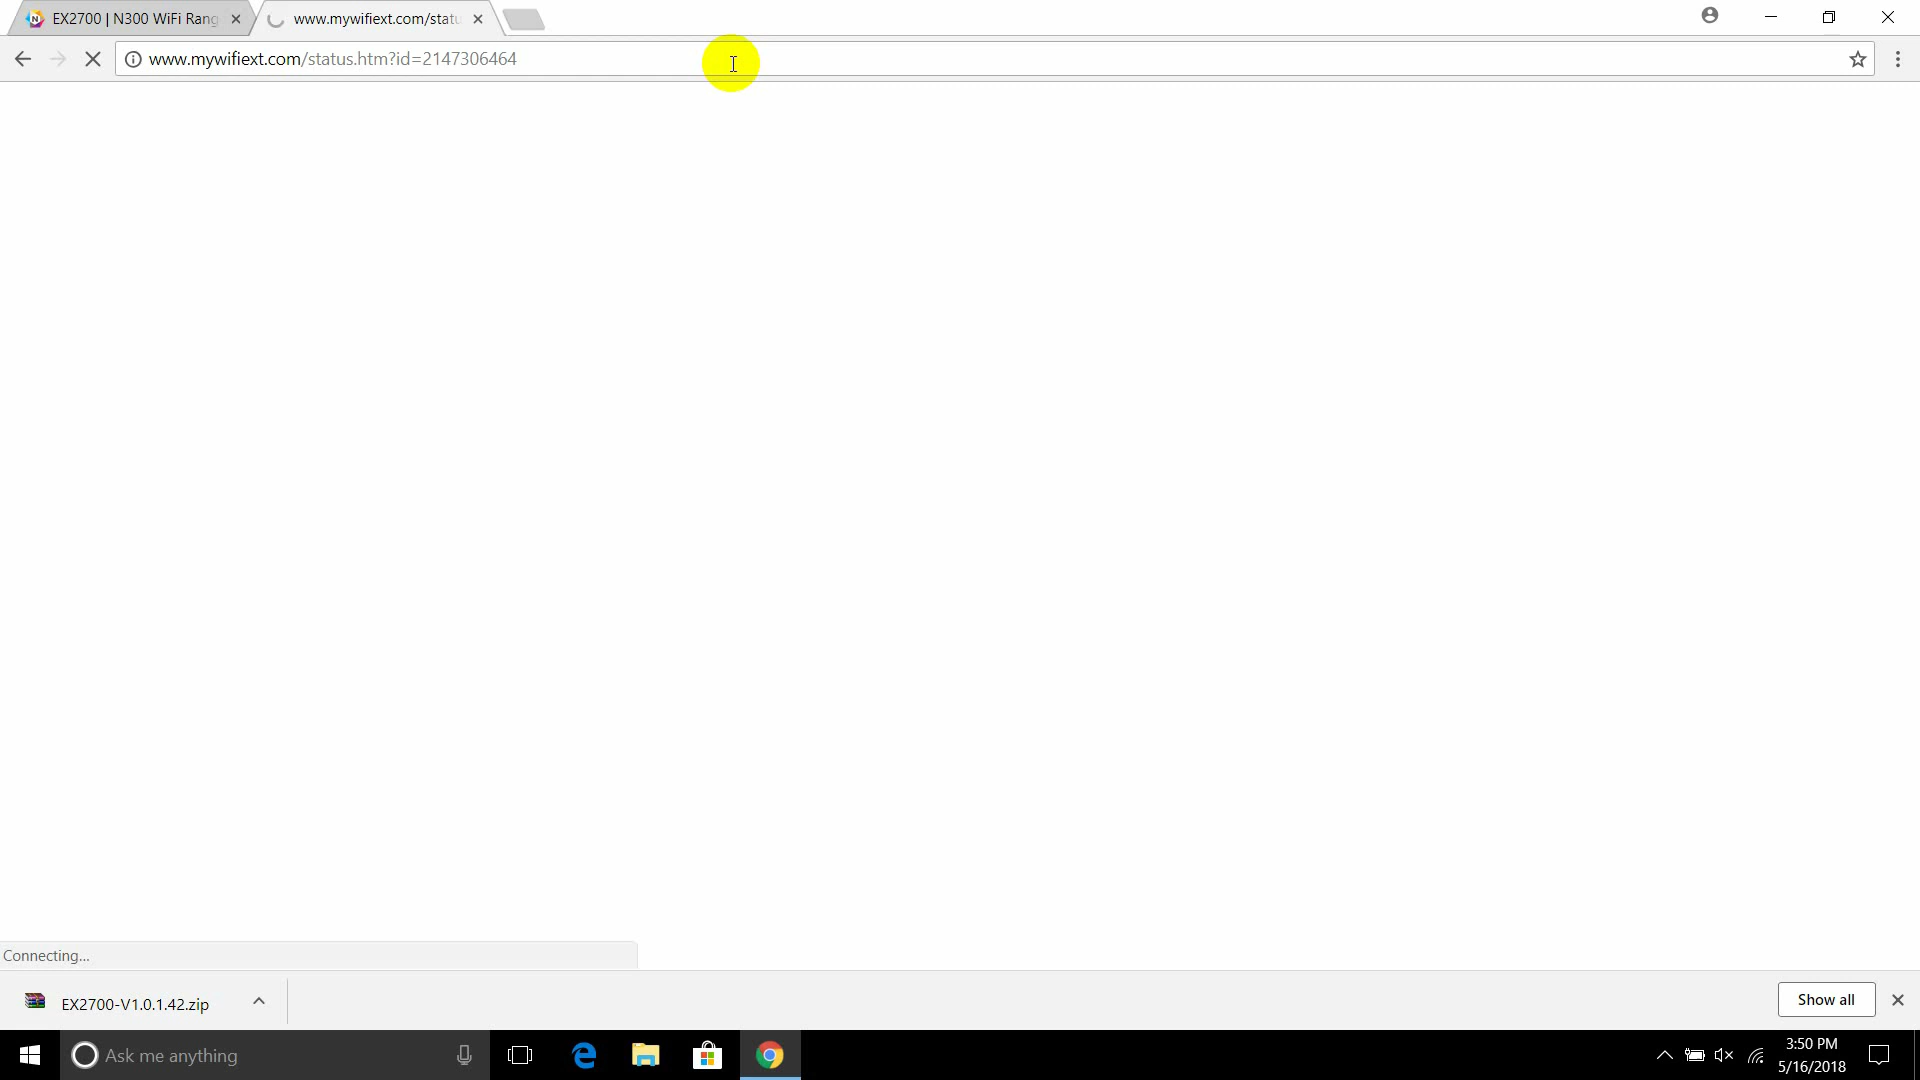 EX2700 | N300 WiFi Rang
www.mywifiext.com/statu
www.mywifiext.com/status.htm?id=2147306464
Connecting...
EX2700-V1.0.1.42.zip
Show all
Ask me anything
3:50 PM
5/16/2018